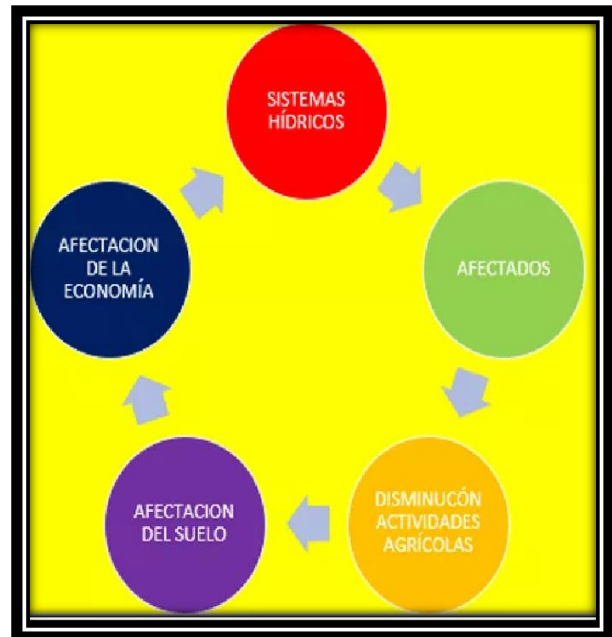 SISTEMAS
HÍDRICOS
AFECTADOS
DISMINUCÓN
ACTIVIDADES
AGRÍCOLAS
AFECTACION
DEL SUELO
AFECTACION
DE LA
ECONOMÍA